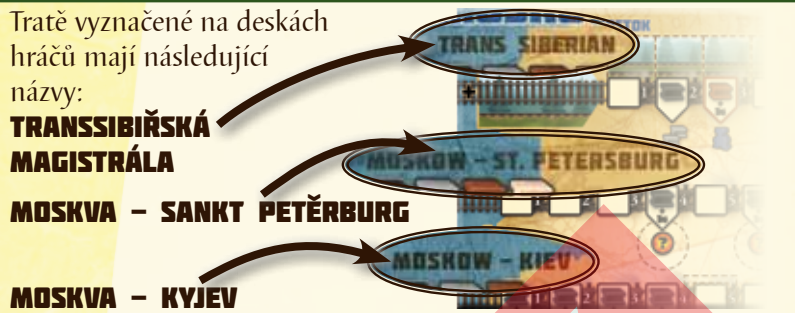 Tratě vyznačené na deskách
hráčů mají následující
názvy:
TRANSSIBIŘSKÁ
MAGISTRÁLA
MOSKVA – SANKT PETĚRBURG
MOSKVA – KYJEV
TRANS SIBERIAN
MOSKOW – ST. PETERSBURG
MOSKOW – KIEV